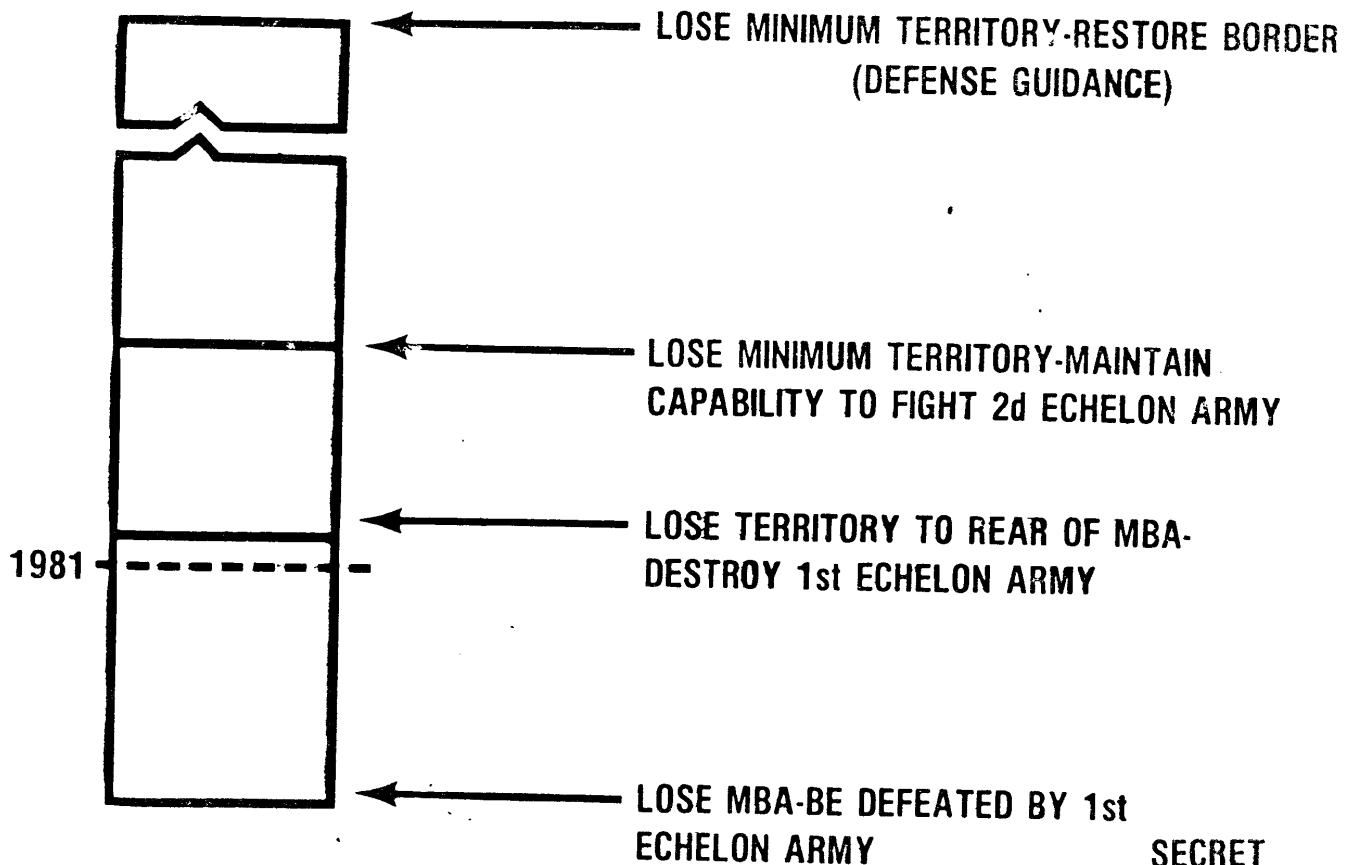 LOSE MINIMUM TERRITORY-RESTORE BORDER
(DEFENSE GUIDANCE)
LOSE MINIMUM TERRITORY-MAINTAIN
CAPABILITY TO FIGHT 2d ECHELON ARMY
LOSE TERRITORY TO REAR OF MBA-
DESTROY 1st ECHELON ARMY
1981
LOSE MBA-BE DEFEATED BY 1st
ECHELON ARMY
SECRET